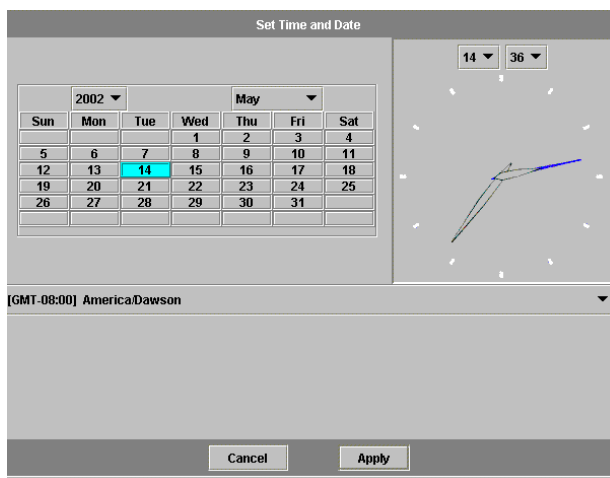 Set Time and Date
14 36
2002 May
Sun Mon Tue Wed Thu Fri Sat
1 2 3 4
5 6 7 8 9 10 11
12 13 14 15 16 17 18
19 20 21 22 23 24 25
26 27 28 29 30 31
[GMT-08:00] America/Dawson
Cancel Apply